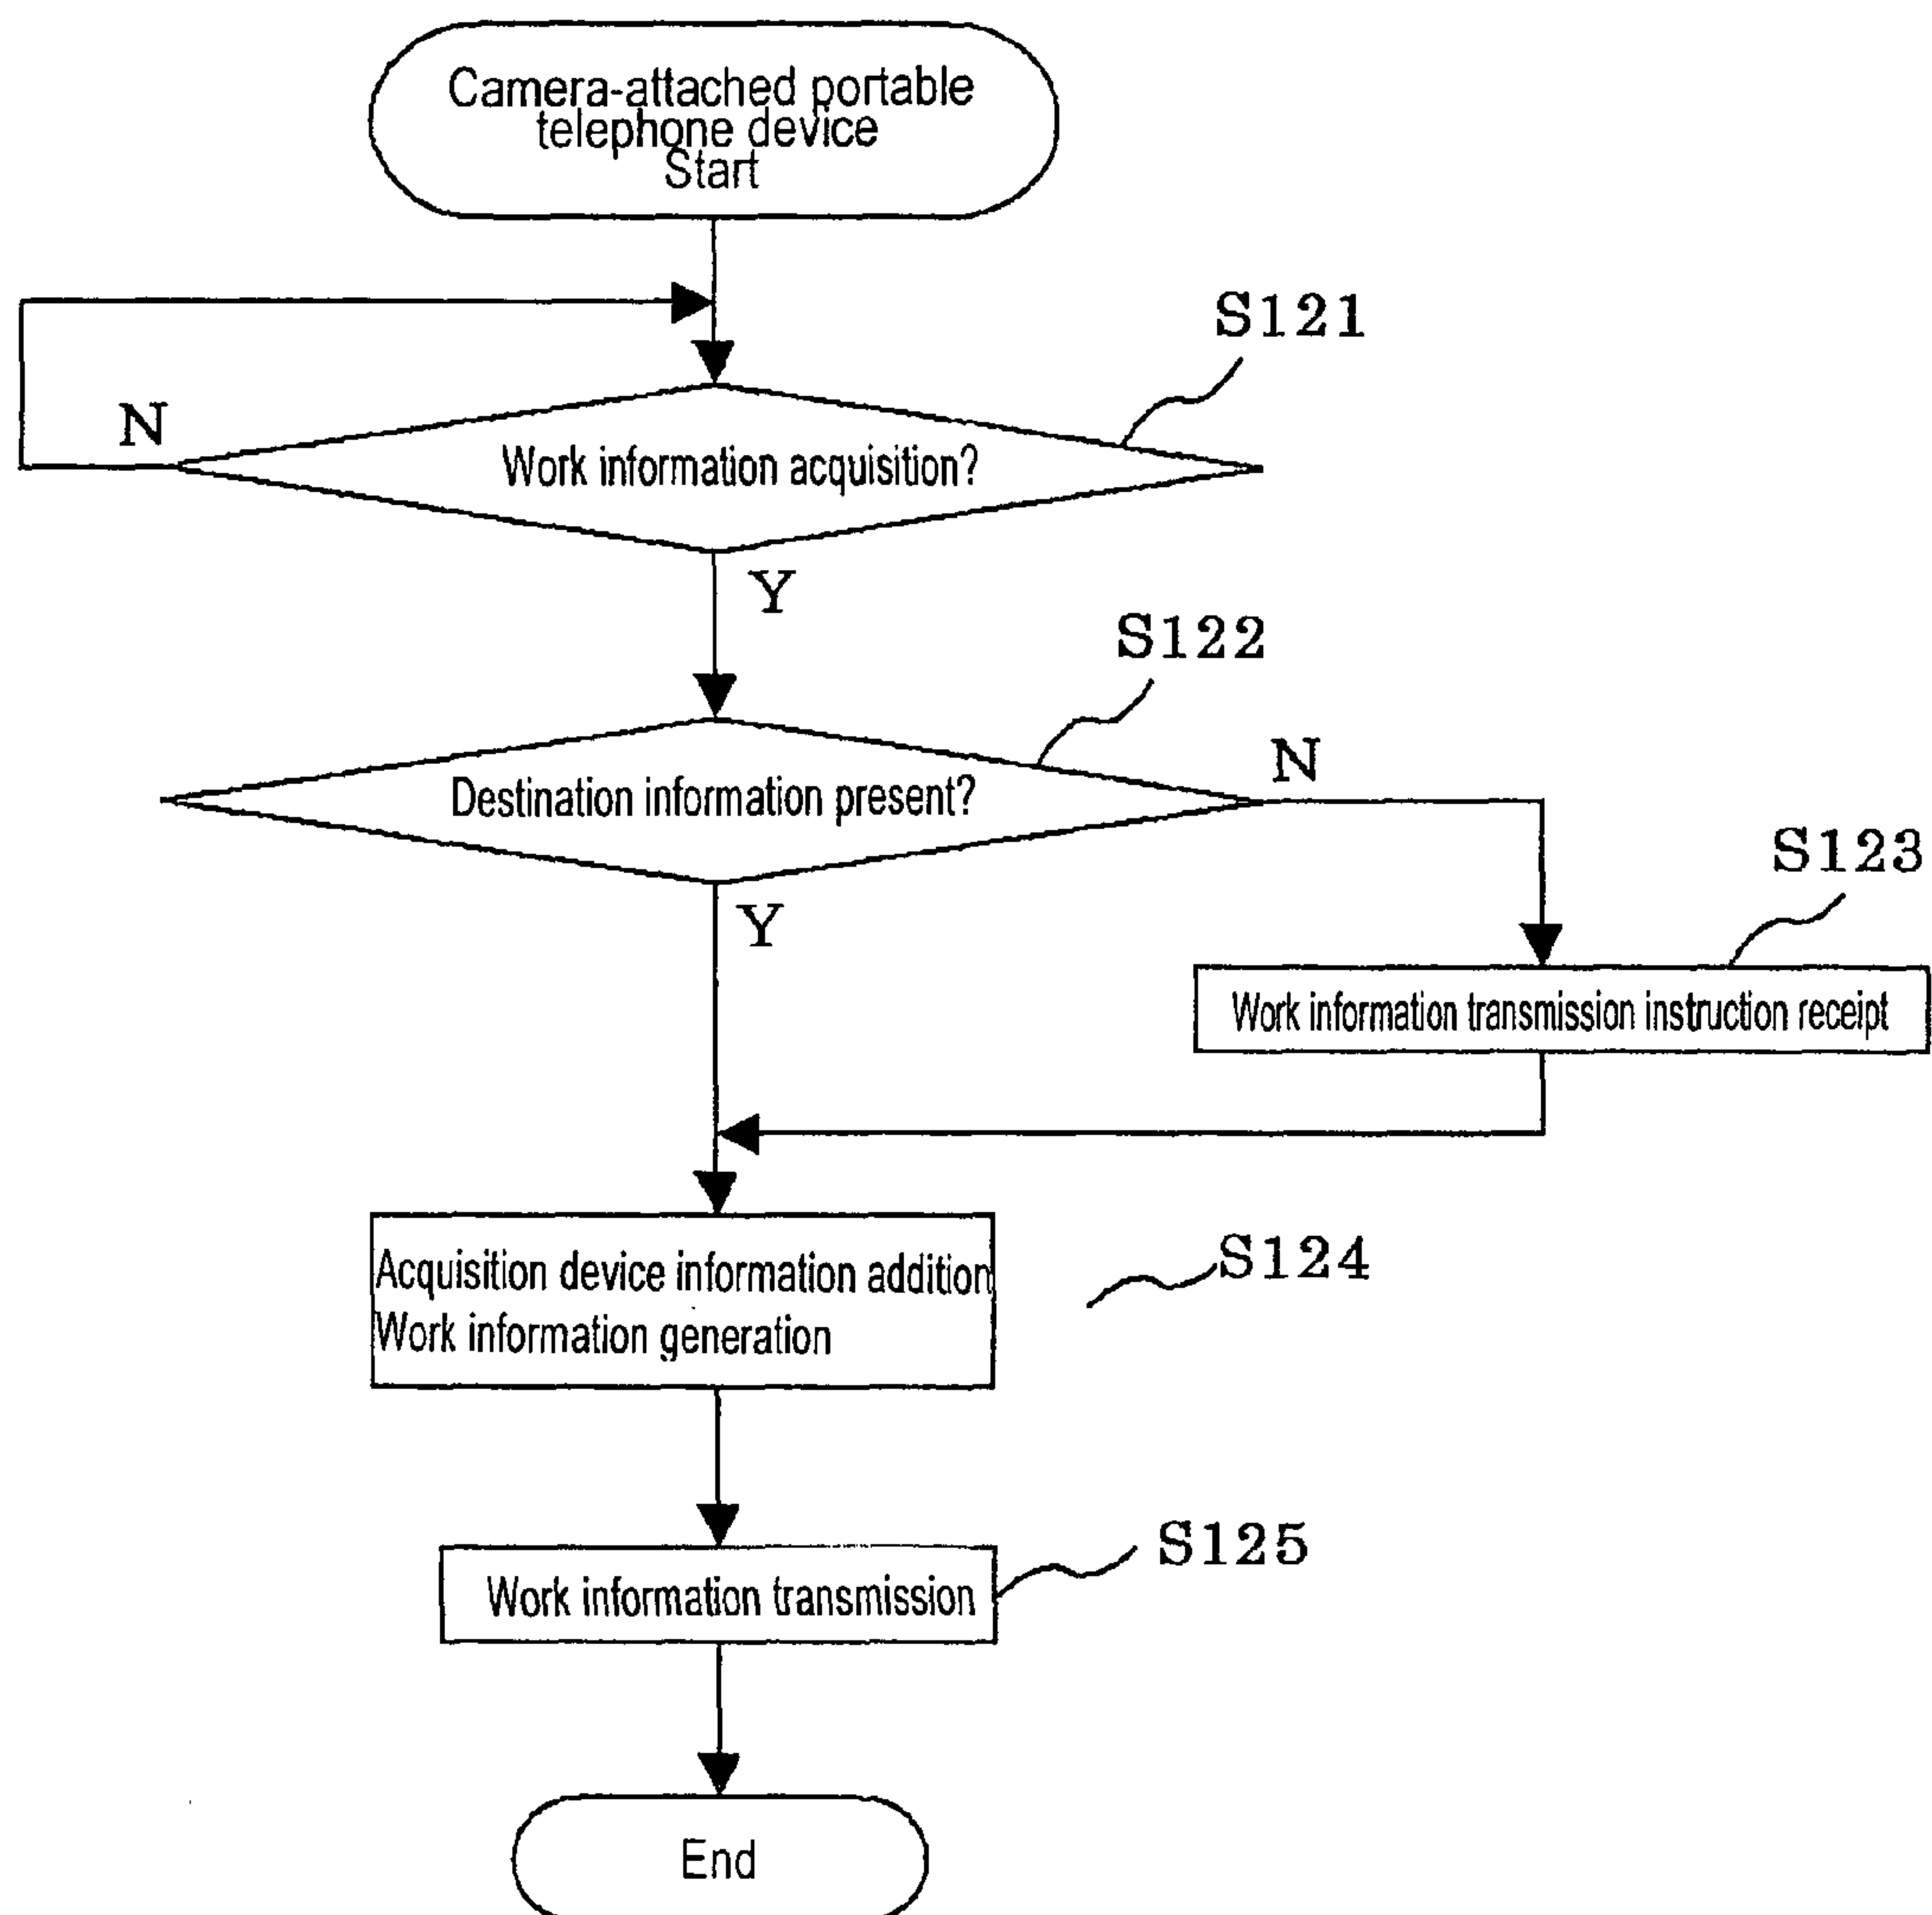 Camera-attached portable
telephone device
Start
S121
N
Work information acquisition?
Y
S122
N
Destination information present?
S123
Y
Work information transmission instruction receipt
Acquisition device information addition
Work information generation
S124
S125
Work information transmission
End